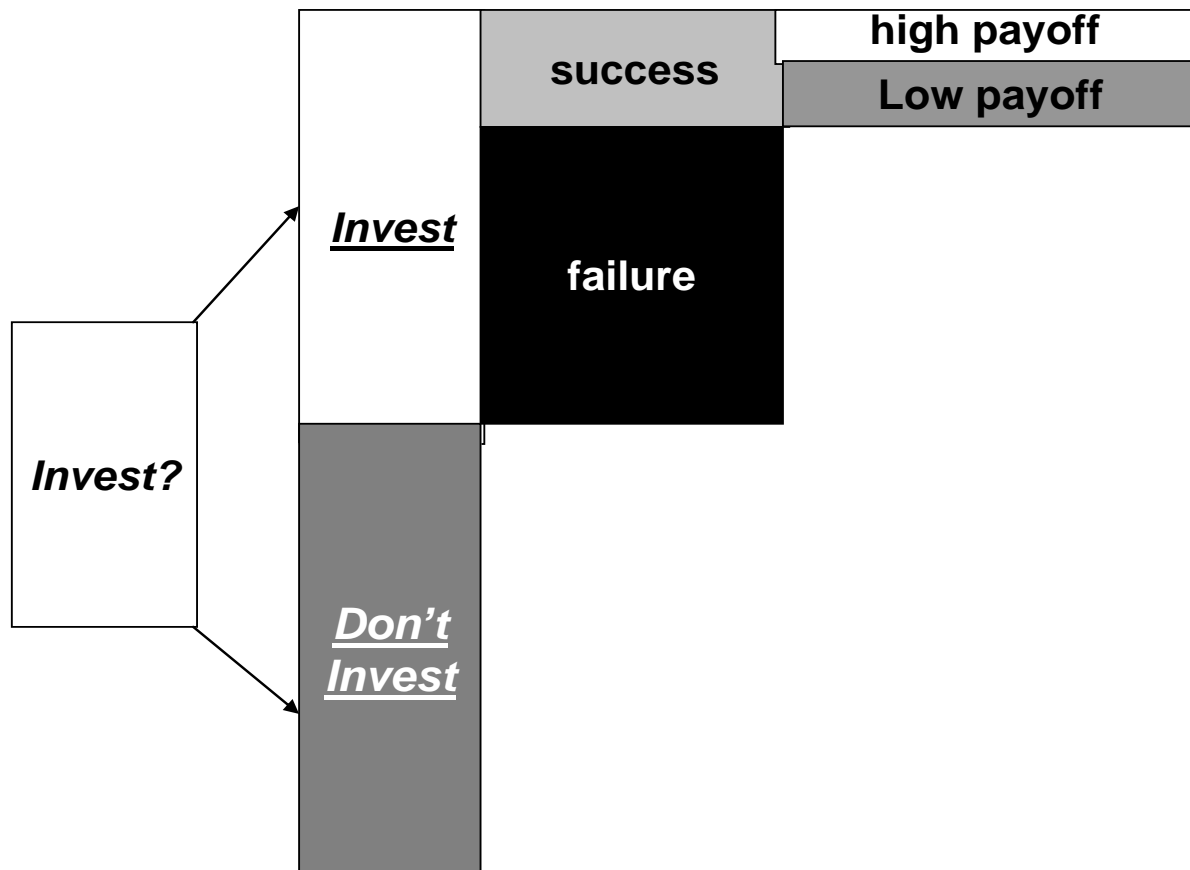 high payoff
success
Low payoff
Invest
failure
Invest?
Don't
Invest